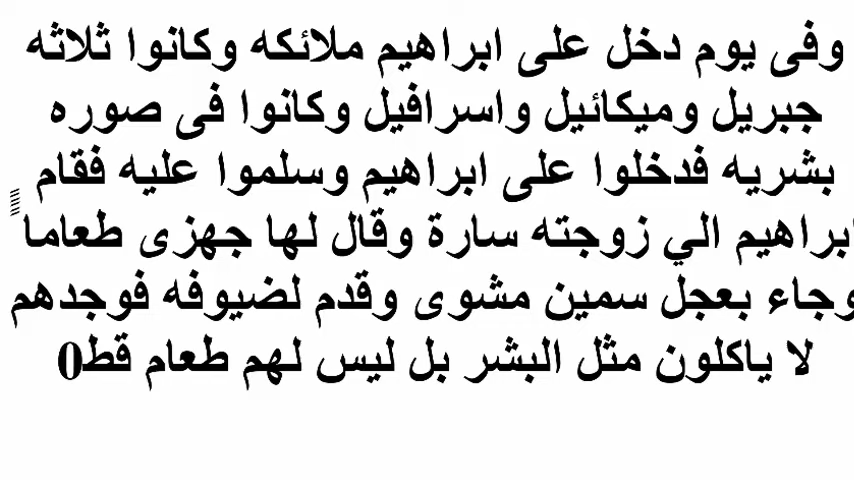 وفى يوم دخل على ابراهيم ملائكه وكانوا ثلاثه
جبريل وميكائيل واسرافيل وكانوا فى صوره
بشريه فدخلوا على ابراهيم وسلموا عليه فقام
ابراهيم الي زوجته سارة وقال لها جهزى طعاما
وجاء بعجل سمين مشوى وقدم لضيوفه فوجدهم
لا ياكلون مثل البشر بل ليس لهم طعام قط0